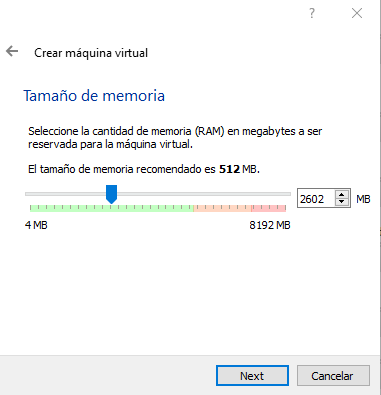 ?
Crear máquina virtual
Tamaño de memoria
Seleccione la cantidad de memoria (RAM) en megabytes a ser
reservada para la máquina virtual.
El tamaño de memoria recomendado es 512 MB.
2602 MB
4 MB 8192 MB
Next Cancelar